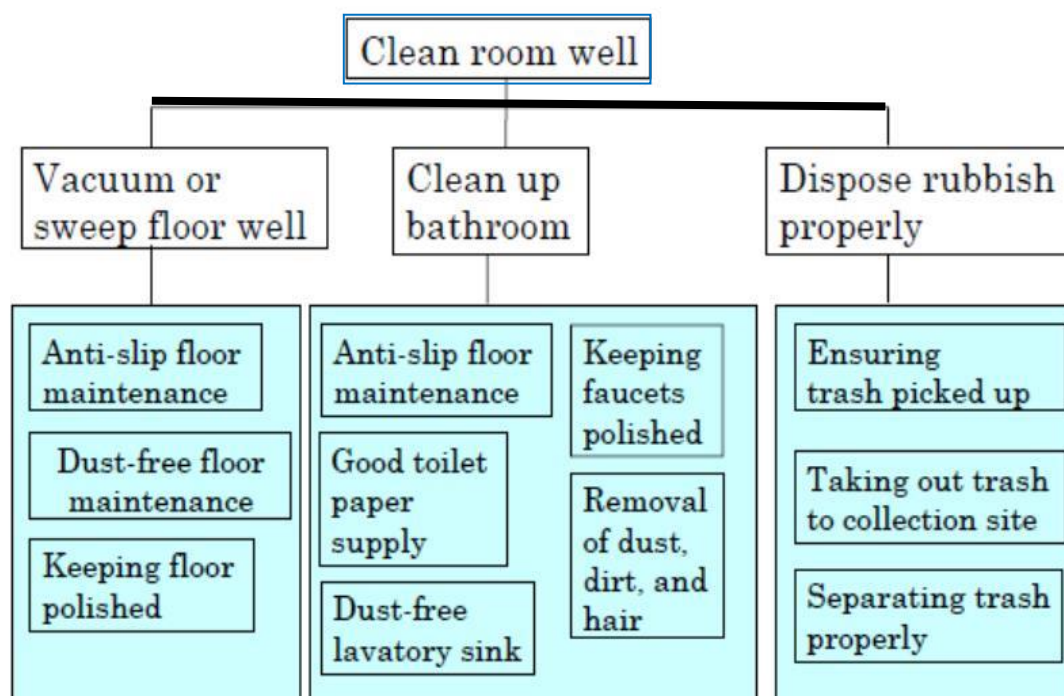 Clean room well
Vacuum or
sweep floor well
Clean up
bathroom
Dispose rubbish
properly
Anti-slip floor
maintenance
Dust-free floor
maintenance
Keeping floor
polished
Anti-slip floor
maintenance
Good toilet
paper
supply
Dust-free
lavatory sink
Keeping
faucets
polished
Removal
of dust,
dirt, and
hair
Ensuring
trash picked up
Taking out trash
to collection site
Separating trash
properly